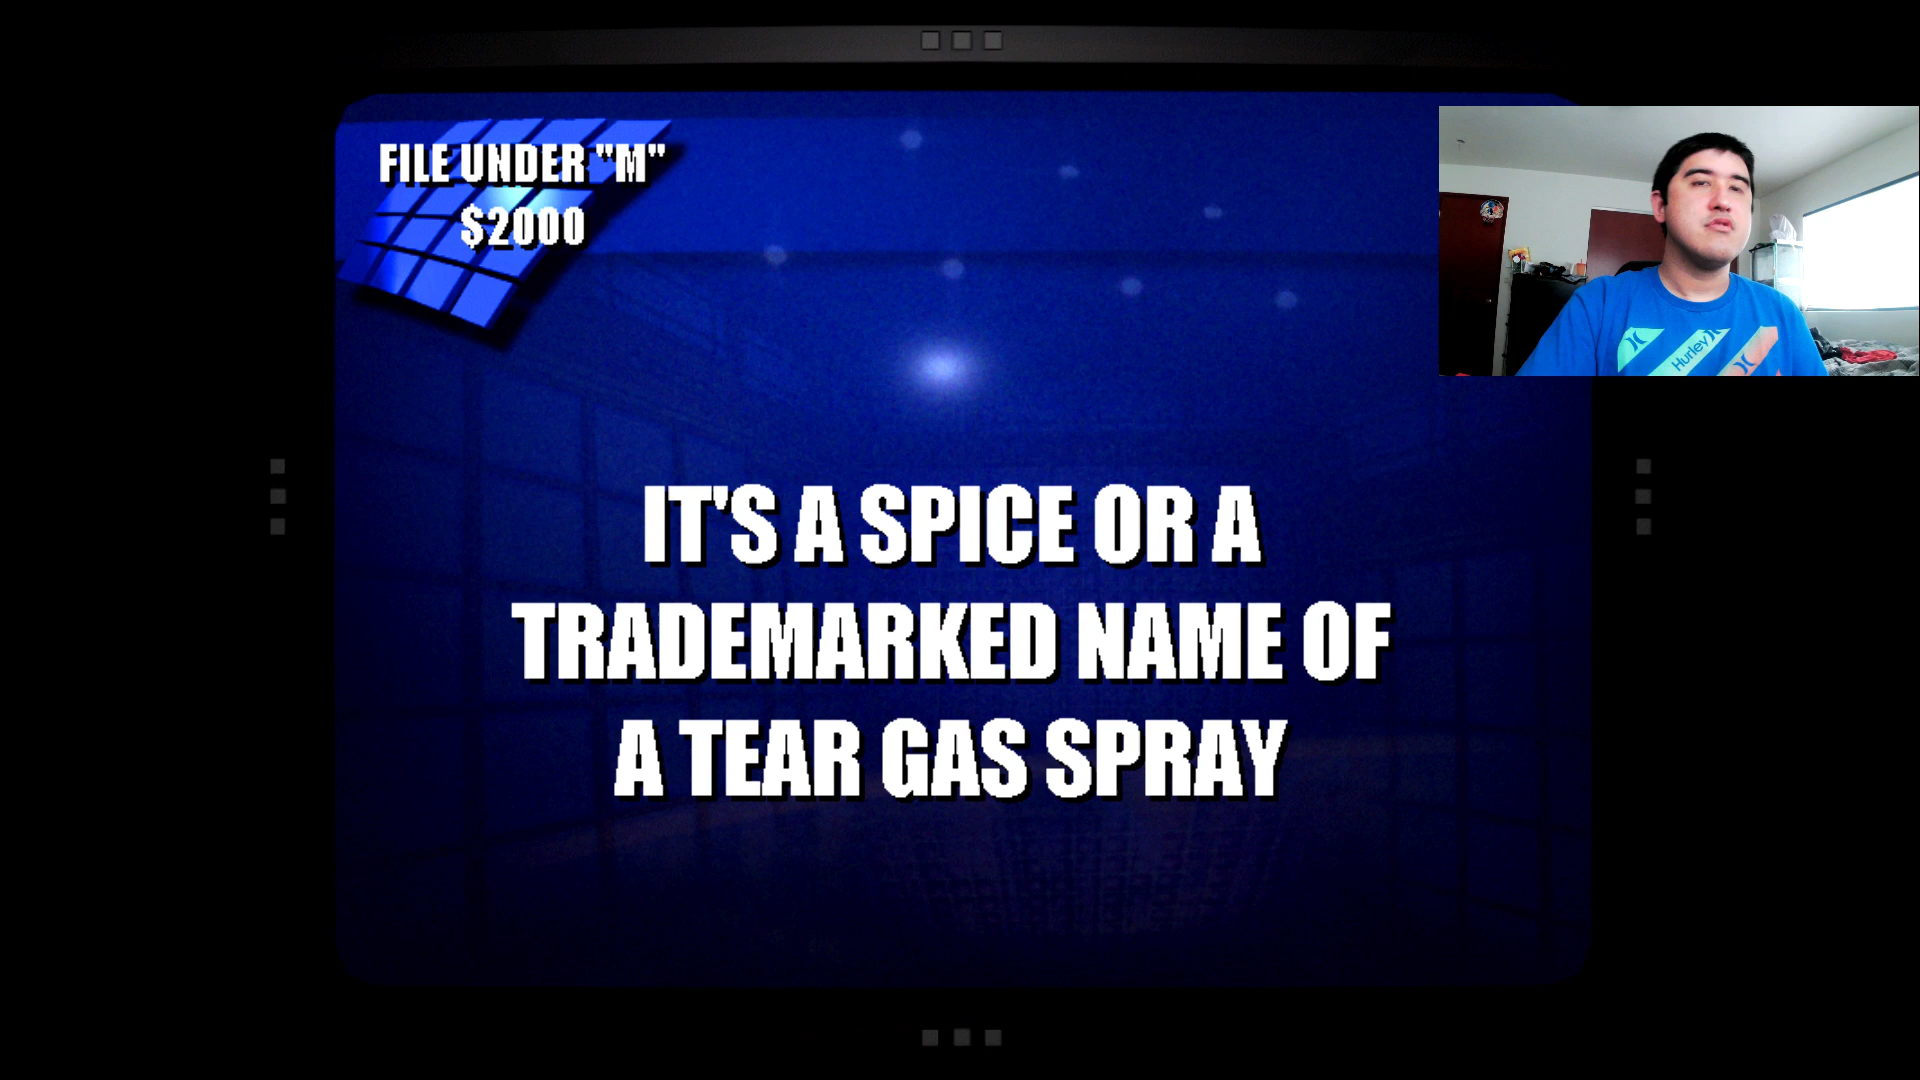 FILE UNDER "M"
$2000
IT'S A SPICE OR A
TRADEMARKED NAME OF
A TEAR GAS SPRAY
Hurley